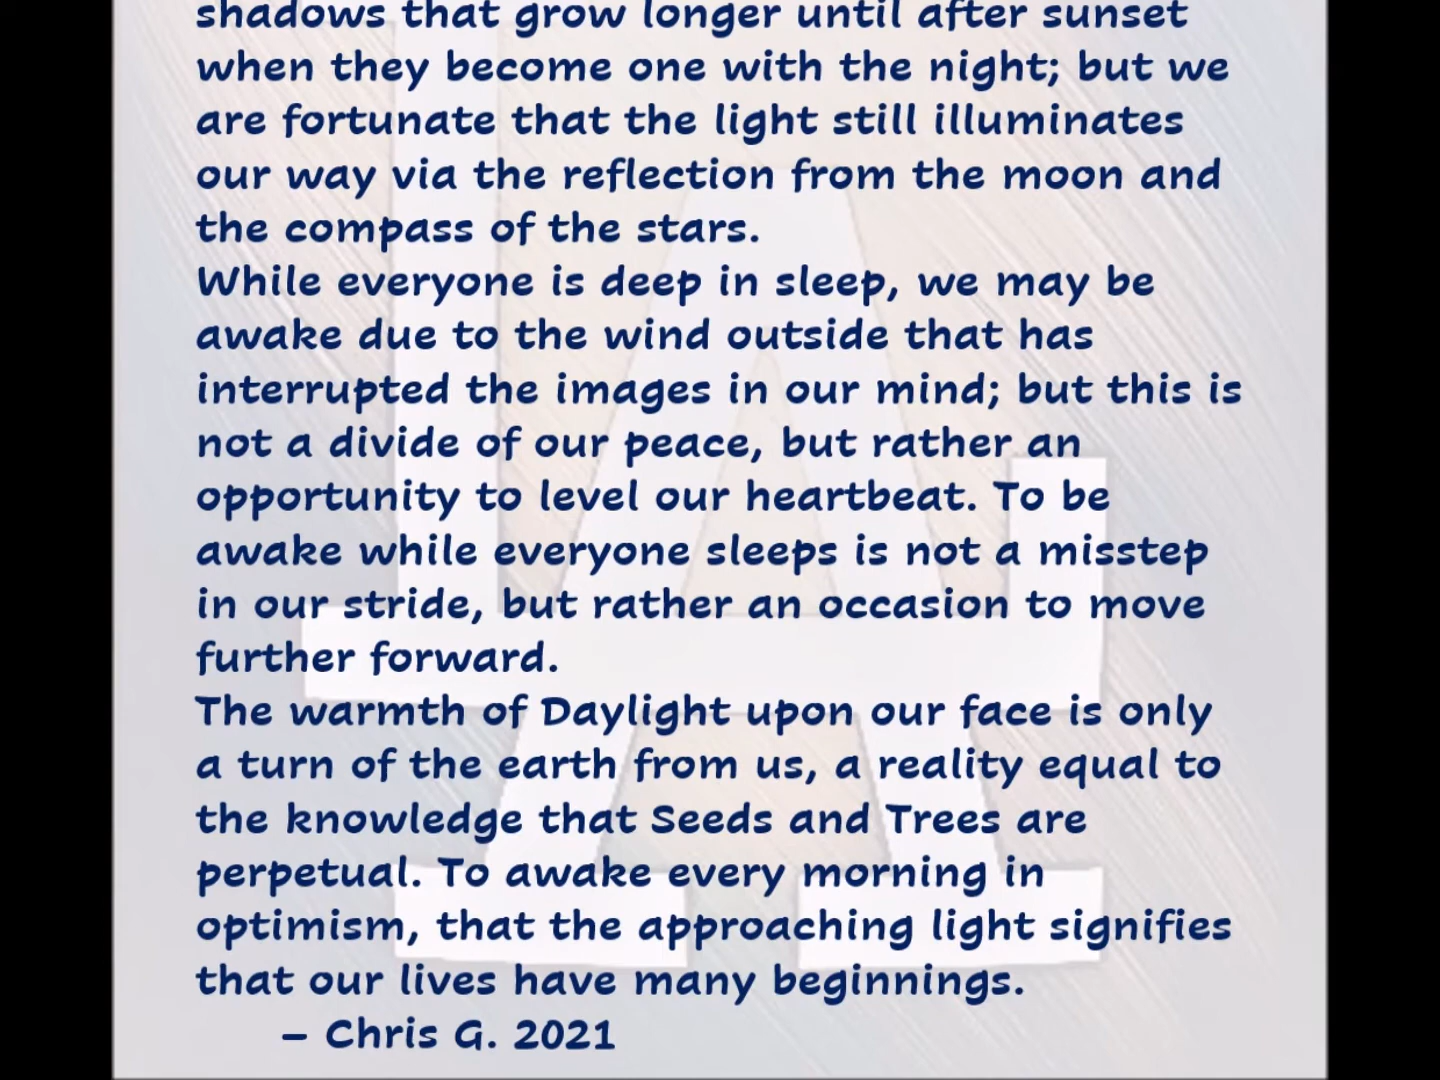 shadows that grow longer until after sunset
when they become one with the night; but we
are fortunate that the light still illuminates
our way via the reflection from the moon and
the compass of the stars.
While everyone is deep in sleep, we may be
awake due to the wind outside that has
interrupted the images in our mind; but this is
not a divide of our peace, but rather an
opportunity to level our heartbeat. To be
awake while everyone sleeps is not a misstep
in our stride, but rather an occasion to move
further forward.
The warmth of Daylight upon our face is only
a turn of the earth from us, a reality equal to
the knowledge that Seeds and Trees are
perpetual. To awake every morning in
optimism, that the approaching light signifies
that our lives have many beginnings.
– Chris G. 2021
LA